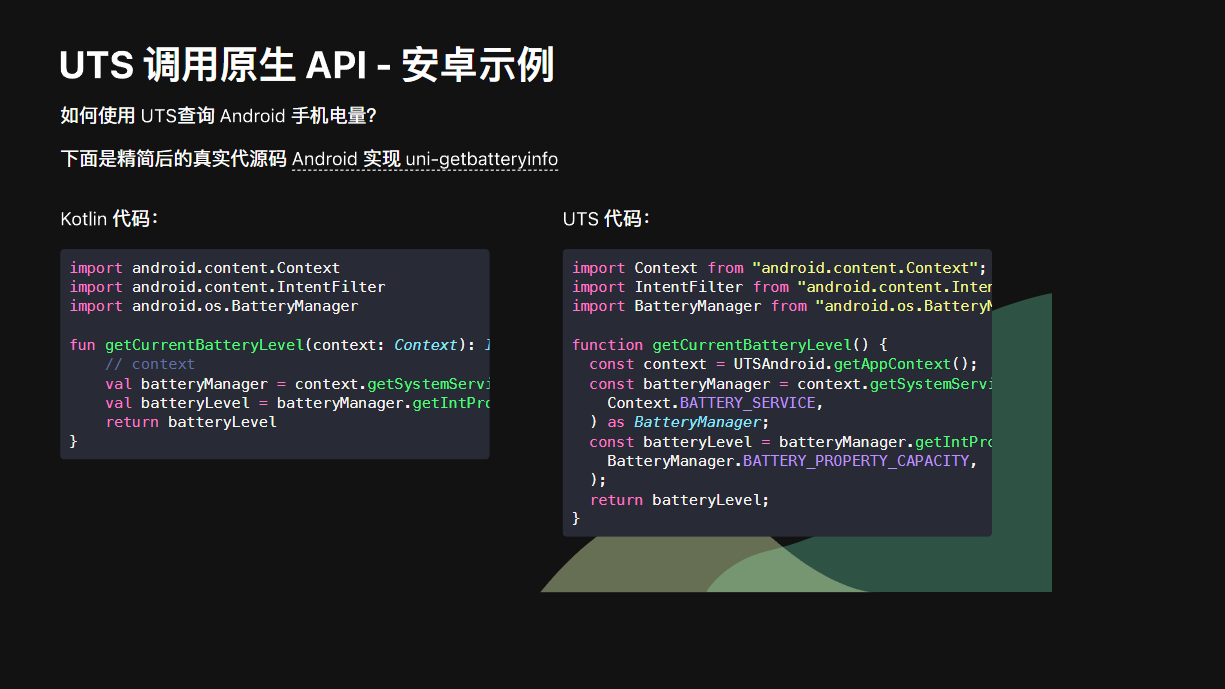 UTS 调用原生 API - 安卓示例
如何使用 UTS查询 Android 手机电量?
下面是精简后的真实代源码 Android 实现 uni-getbatteryinfo
Kotlin 代码：
import android.content.Context
import android.content.IntentFilter
import android.os.BatteryManager
fun getCurrentBatteryLevel(context: Context):
// context
val batteryManager = context.getSystemServi
val batteryLevel = batteryManager.getIntPro
return batteryLevel
}
UTS 代码：
import Context from "android.content.Context";
import IntentFilter from "android.content.Inten
import BatteryManager from "android.os.Battery
function getCurrentBatteryLevel() {
const context = UTSAndroid.getAppContext();
const batteryManager = context.getSystemServi
Context.BATTERY_SERVICE,
) as BatteryManager;
const batteryLevel = batteryManager.getIntPro
BatteryManager.BATTERY_PROPERTY_CAPACITY,
);
return batteryLevel;
}